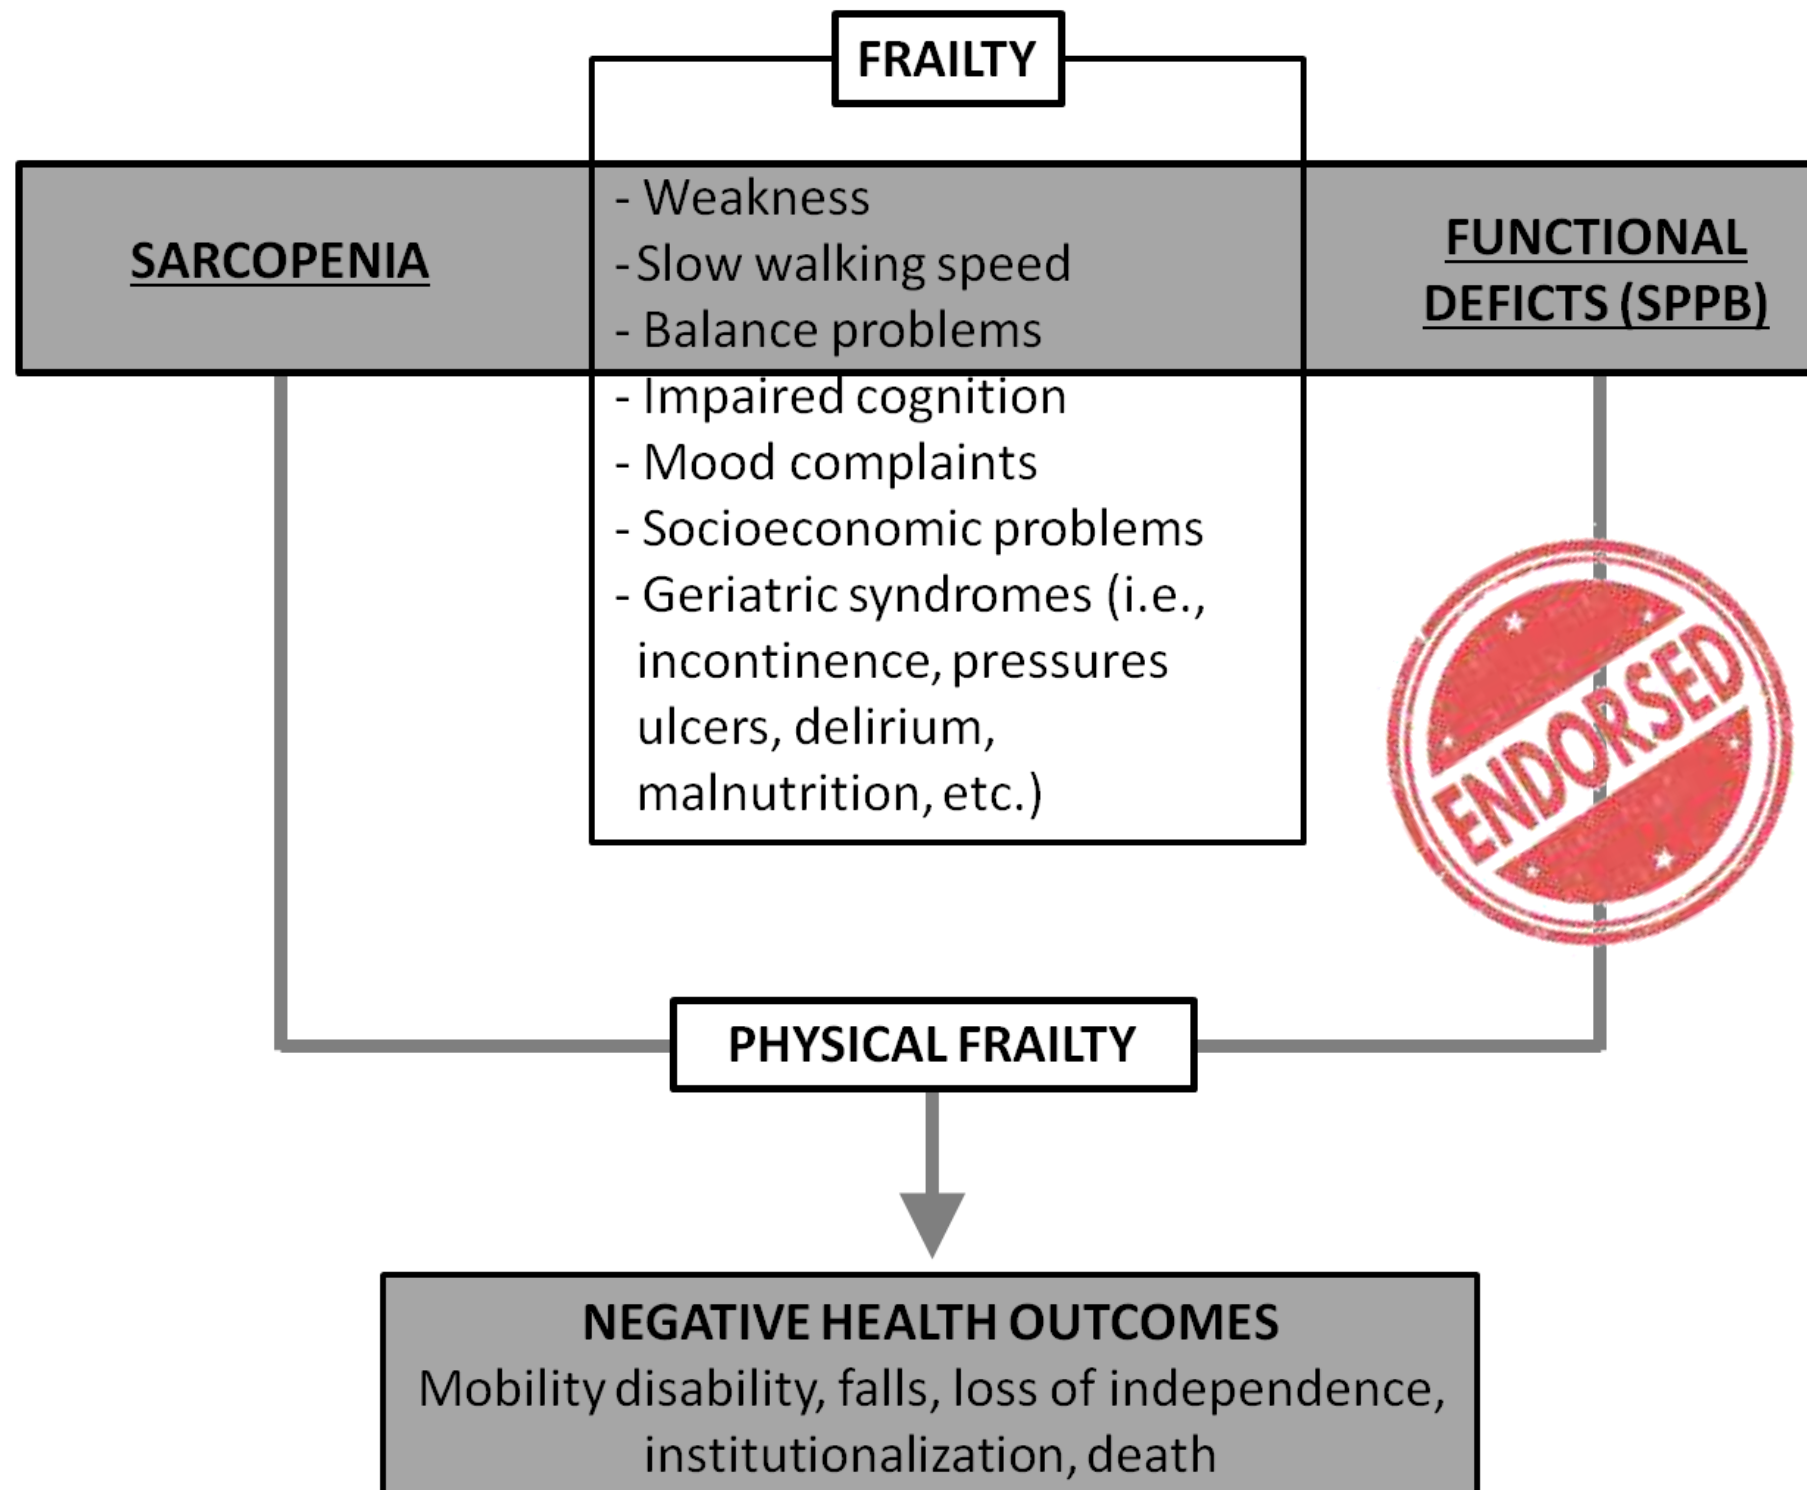 FRAILTY
SARCOPENIA
- Weakness
- Slow walking speed
- Balance problems
- Impaired cognition
- Mood complaints
- Socioeconomic problems
- Geriatric syndromes (i.e.,
incontinence, pressures
ulcers, delirium,
malnutrition, etc.)
FUNCTIONAL
DEFICTS (SPPB)
ENDORSED
PHYSICAL FRAILTY
NEGATIVE HEALTH OUTCOMES
Mobility disability, falls, loss of independence,
institutionalization, death